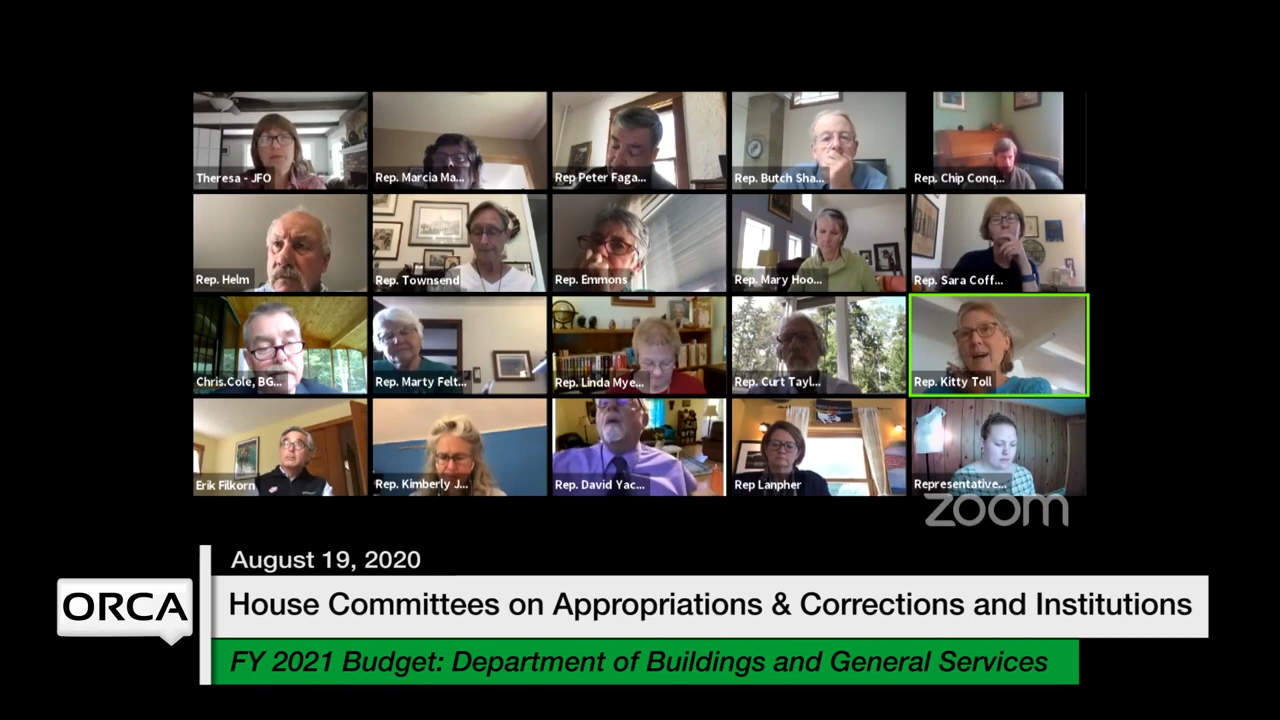 Theresa - JFO
Rep. Marcia Ma...
Rep Peter Faga...
Rep. Butch Sha...
Rep. Chip Conq...
Rep. Helm
Rep. Townsend
Rep. Emmons
Rep. Mary Hoo...
Rep. Sara Coff...
Chris.Cole, BG...
Rep. Marty Felt...
Rep. Linda Mye...
Rep. Curt Tayl...
Rep. Kitty Toll
Erik Filkorn
Rep. Kimberly J...
Rep. David Yac...
Rep Lanpher
Representative...
zoom
August 19, 2020
ORCA
House Committees on Appropriations & Corrections and Institutions
FY 2021 Budget: Department of Buildings and General Services